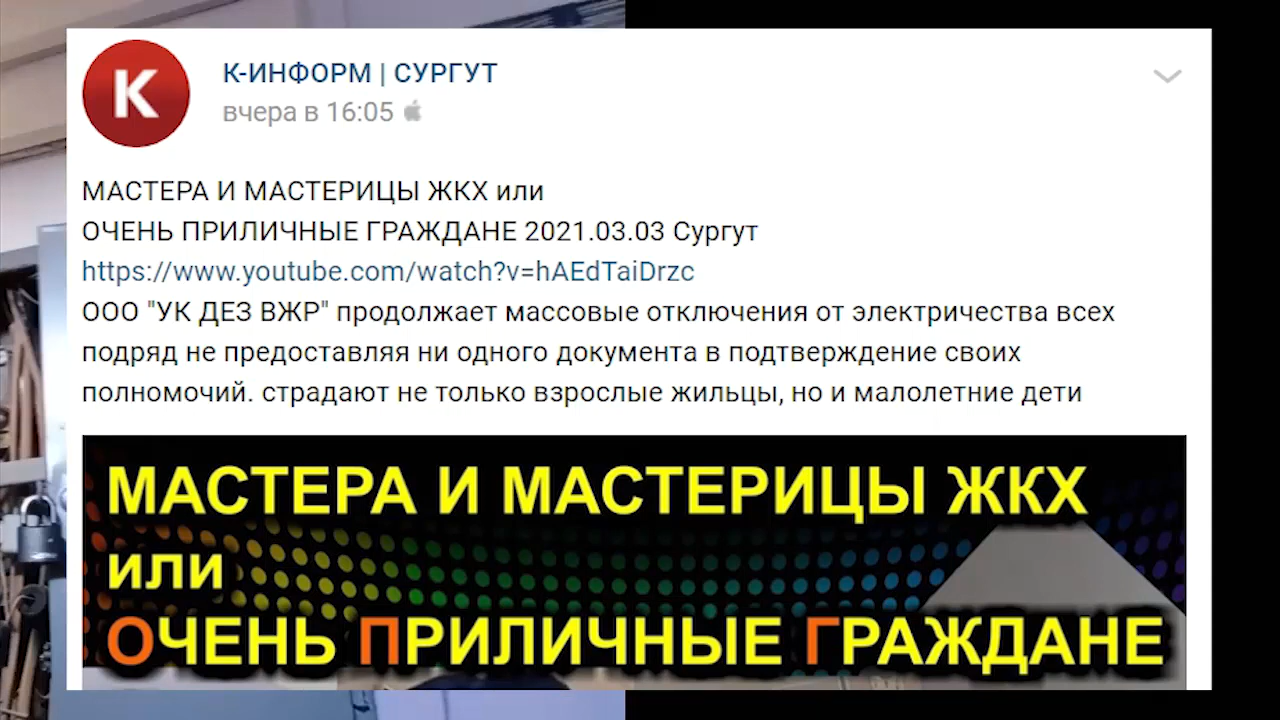 К
К-ИНФОРМ | СУРГУТ
вчера в 16:05
МАСТЕРА И МАСТЕРИЦЫ ЖКХ или
ОЧЕНЬ ПРИЛИЧНЫЕ ГРАЖДАНЕ 2021.03.03 Сургут
https://www.youtube.com/watch?v=hAEdTaiDrzc
ООО "УК ДЕЗ ВЖР" продолжает массовые отключения от электричества всех
подряд не предоставляя ни одного документа в подтверждение своих
полномочий. страдают не только взрослые жильцы, но и малолетние дети
МАСТЕРА И МАСТЕРИЦЫ ЖКХ
или
ОЧЕНЬ ПРИЛИЧНЫЕ ГРАЖДАНЕ